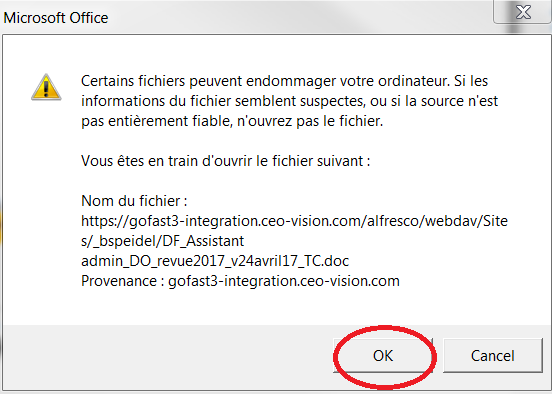 Microsoft Office
Certains fichiers peuvent endommager votre ordinateur. Si les
informations du fichier semblent suspectes, ou si la source n'est
pas entièrement fiable, n'ouvrez pas le fichier.
Vous êtes en train d'ouvrir le fichier suivant :
Nom du fichier :
https://gofast3-integration.ceo-vision.com/alfresco/webdav/Site
s/_bspeidel/DF_Assistant
admin_DO_revue2017_v24avril17_TC.doc
Provenance : gofast3-integration.ceo-vision.com
OK Cancel